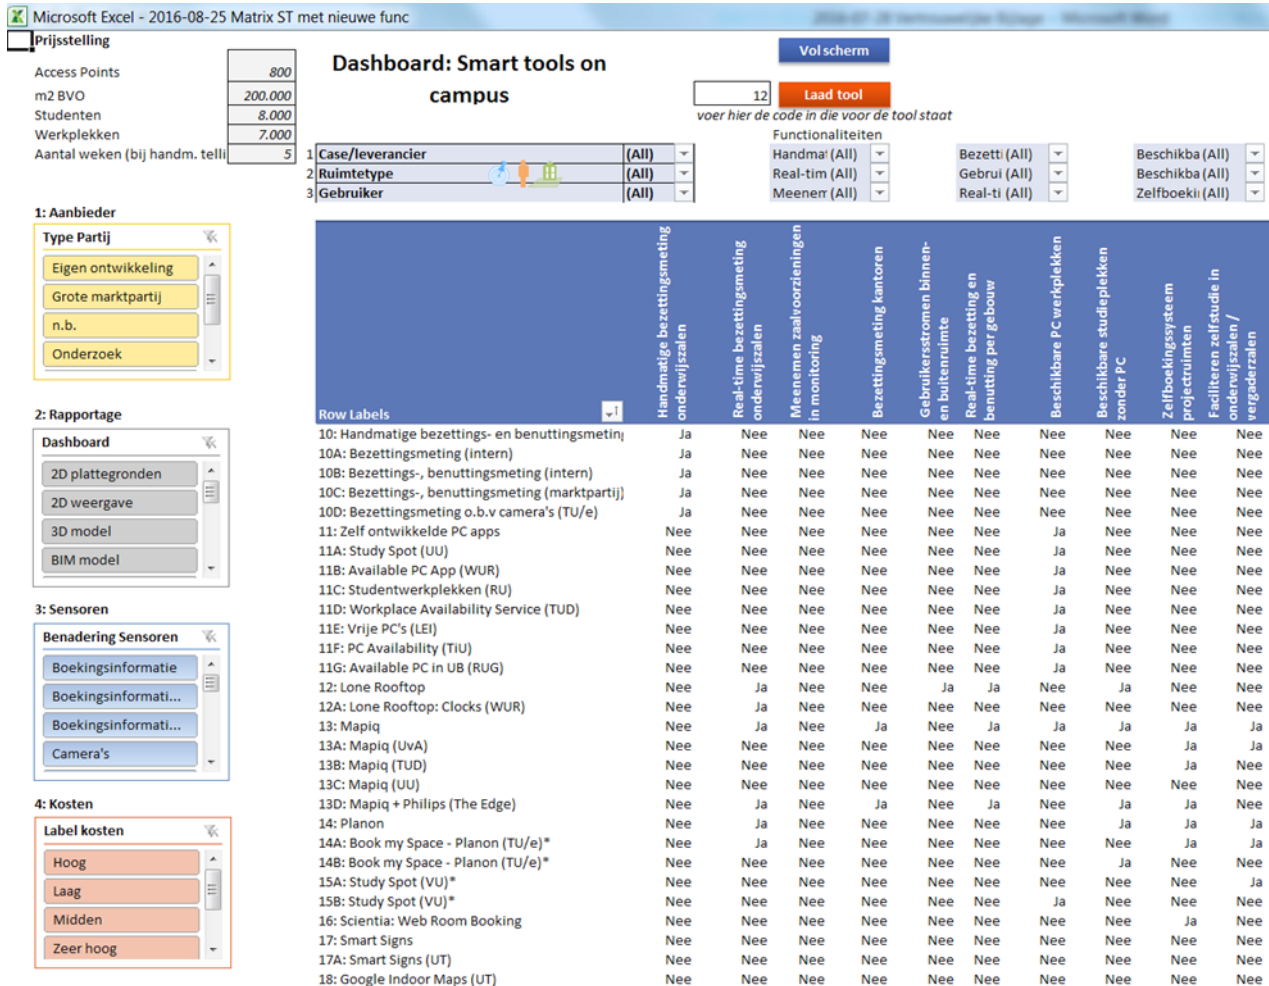 Microsoft Excel - 2016-08-25 Matrix ST met nieuwe func
Prijsstelling
Access Points 800
m2 BVO 200.000
Studenten 8.000
Werkplekken 7.000
Aantal weken (bij handm. telli 5
Dashboard: Smart tools on
campus
Vol scherm
12 Laad tool
voer hier de code in die voor de tool staat
Functionaliteiten
1 Case/leverancier (All) Handmat (All) Bezetti (All) Beschikba (All)
2 Ruimtetype (All) Real-tim (All) Gebrui (All) Beschikba (All)
3 Gebruiker (All) Meenem (All) Real-ti (All) Zelfboeki (All)
1: Aanbieder
Type Partij
Eigen ontwikkeling
Grote marktpartij
n.b.
Onderzoek
2: Rapportage
Dashboard
2D plattegronden
2D weergave
3D model
BIM model
3: Sensoren
Benadering Sensoren
Boekingsinformatie
Boekingsinformati...
Boekingsinformati...
Camera's
4: Kosten
Label kosten
Hoog
Laag
Midden
Zeer hoog
Row Labels
Handmatige bezettingsmeting
onderwijszalen
Real-time bezettingsmeting
onderwijszalen
Meenemen zaalvoorzieningen
in monitoring
Bezettingsmeting kantoren
Gebruikersstromen binnen-
en buitenruimte
Real-time bezetting en
benutting per gebouw
Beschikbare PC werkplekken
Beschikbare studieplekken
zonder PC
Zelfboekingssysteem
projectruimten
Faciliteren zelfstudie in
onderwijszalen /
vergaderzalen
10: Handmatige bezettings- en benuttingsmeting Ja Nee Nee Nee Nee Nee Nee Nee Nee Nee
10A: Bezettingsmeting (intern) Ja Nee Nee Nee Nee Nee Nee Nee Nee Nee
10B: Bezettings-, benuttingsmeting (intern) Ja Nee Nee Nee Nee Nee Nee Nee Nee Nee
10C: Bezettings-, benuttingsmeting (marktpartij) Ja Nee Nee Nee Nee Nee Nee Nee Nee Nee
10D: Bezettingsmeting o.b.v camera's (TU/e) Ja Nee Nee Nee Nee Nee Nee Nee Nee Nee
11: Zelf ontwikkelde PC apps Nee Nee Nee Nee Nee Nee Ja Nee Nee Nee
11A: Study Spot (UU) Nee Nee Nee Nee Nee Nee Ja Nee Nee Nee
11B: Available PC App (WUR) Nee Nee Nee Nee Nee Nee Ja Nee Nee Nee
11C: Studentwerkplekken (RU) Nee Nee Nee Nee Nee Nee Ja Nee Nee Nee
11D: Workplace Availability Service (TUD) Nee Nee Nee Nee Nee Nee Ja Nee Nee Nee
11E: Vrije PC's (LEI) Nee Nee Nee Nee Nee Nee Ja Nee Nee Nee
11F: PC Availability (TiU) Nee Nee Nee Nee Nee Nee Ja Nee Nee Nee
11G: Available PC in UB (RUG) Nee Nee Nee Nee Nee Nee Ja Nee Nee Nee
12: Lone Rooftop Nee Ja Nee Nee Ja Ja Nee Ja Nee Nee
12A: Lone Rooftop: Clocks (WUR) Nee Ja Nee Nee Nee Nee Nee Nee Nee Nee
13: Mapiq Nee Ja Nee Ja Nee Ja Ja Ja Ja Ja
13A: Mapiq (UvA) Nee Nee Nee Nee Nee Nee Nee Nee Ja Ja
13B: Mapiq (TUD) Nee Nee Nee Nee Nee Nee Nee Nee Ja Nee
13C: Mapiq (UU) Nee Nee Nee Nee Nee Nee Nee Nee Nee Nee
13D: Mapiq + Philips (The Edge) Nee Ja Nee Ja Nee Ja Nee Ja Ja Nee
14: Planon Nee Ja Nee Nee Nee Nee Nee Ja Ja Ja
14A: Book my Space - Planon (TU/e)* Nee Ja Nee Nee Nee Nee Nee Nee Ja Ja
14B: Book my Space - Planon (TU/e)* Nee Nee Nee Nee Nee Nee Nee Ja Nee Nee
15A: Study Spot (VU)* Nee Nee Nee Nee Nee Nee Nee Nee Nee Ja
15B: Study Spot (VU)* Nee Nee Nee Nee Nee Nee Ja Nee Nee Nee
16: Scientia: Web Room Booking Nee Nee Nee Nee Nee Nee Nee Nee Ja Nee
17: Smart Signs Nee Nee Nee Nee Nee Nee Nee Nee Nee Nee
17A: Smart Signs (UT) Nee Nee Nee Nee Nee Nee Nee Nee Nee Nee
18: Google Indoor Maps (UT) Nee Nee Nee Nee Nee Nee Nee Nee Nee Nee